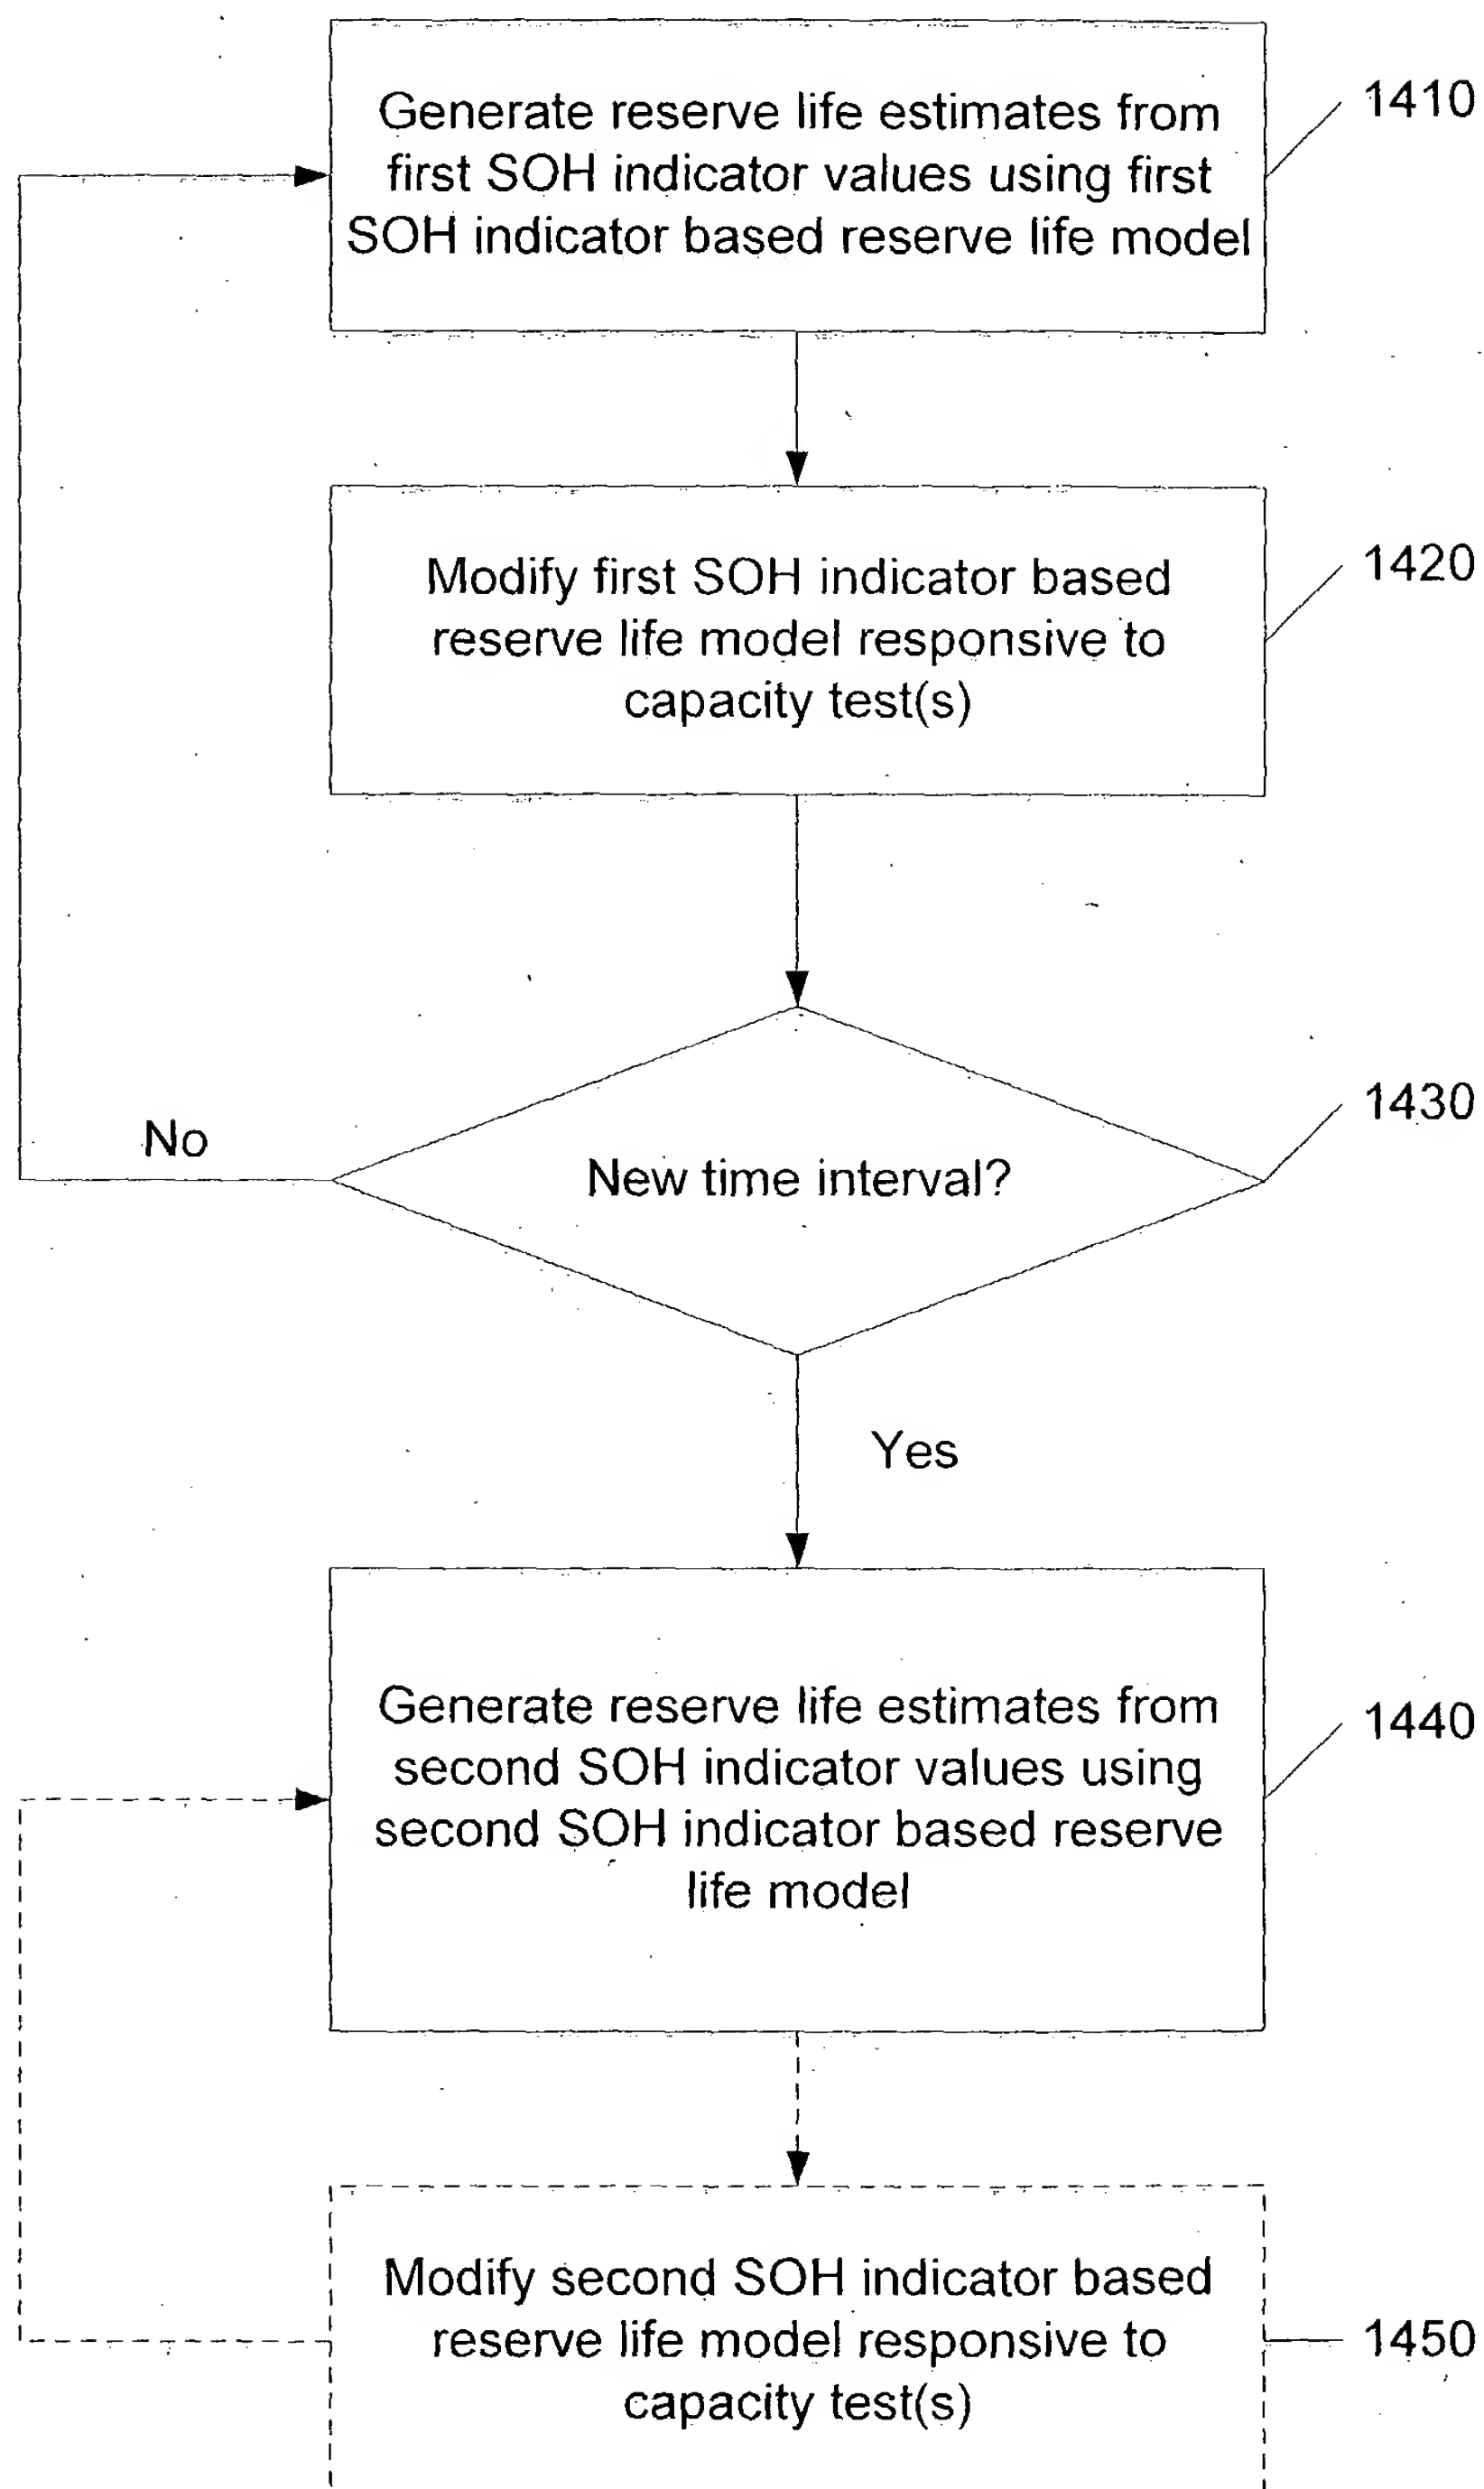 Generate reserve life estimates from
first SOH indicator values using first
SOH indicator based reserve life model
1410
Modify first SOH indicator based
reserve life model responsive to
capacity test(s)
1420
New time interval?
1430
No
Yes
Generate reserve life estimates from
second SOH indicator values using
second SOH indicator based reserve
life model
1440
Modify second SOH indicator based
reserve life model responsive to
capacity test(s)
1450